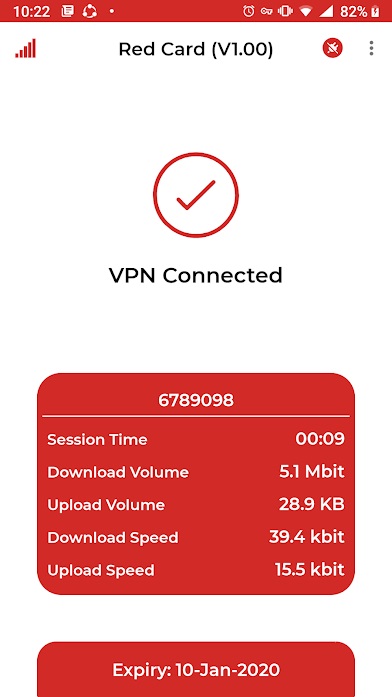 10:22 82%
Red Card (V1.00)
VPN Connected
6789098
Session Time 00:09
Download Volume 5.1 Mbit
Upload Volume 28.9 KB
Download Speed 39.4 kbit
Upload Speed 15.5 kbit
Expiry: 10-Jan-2020